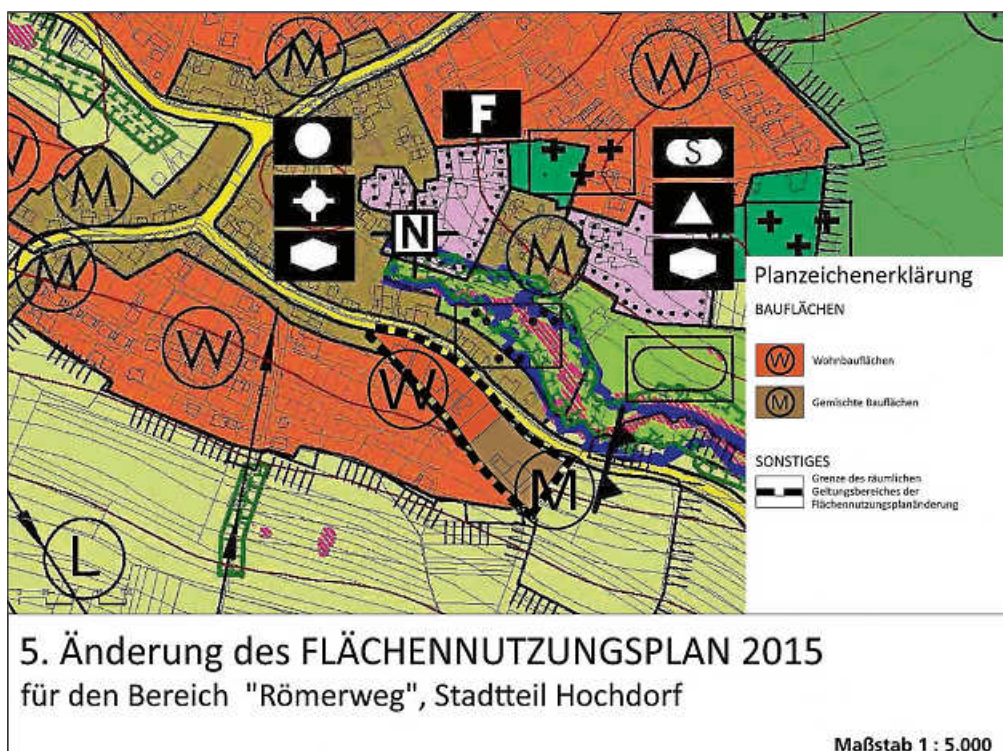 M
W
F
S
M
N
M
M
W
W
L
M
Planzeichenerklärung
BAUFLÄCHEN
W Wohnbauflächen
M Gemischte Bauflächen
SONSTIGES
Grenze des räumlichen
Geltungsbereiches der
Flächennutzungsplanänderung
5. Änderung des FLÄCHENNUTZUNGSPLAN 2015
für den Bereich "Römerweg", Stadtteil Hochdorf
Maßstab 1 : 5.000